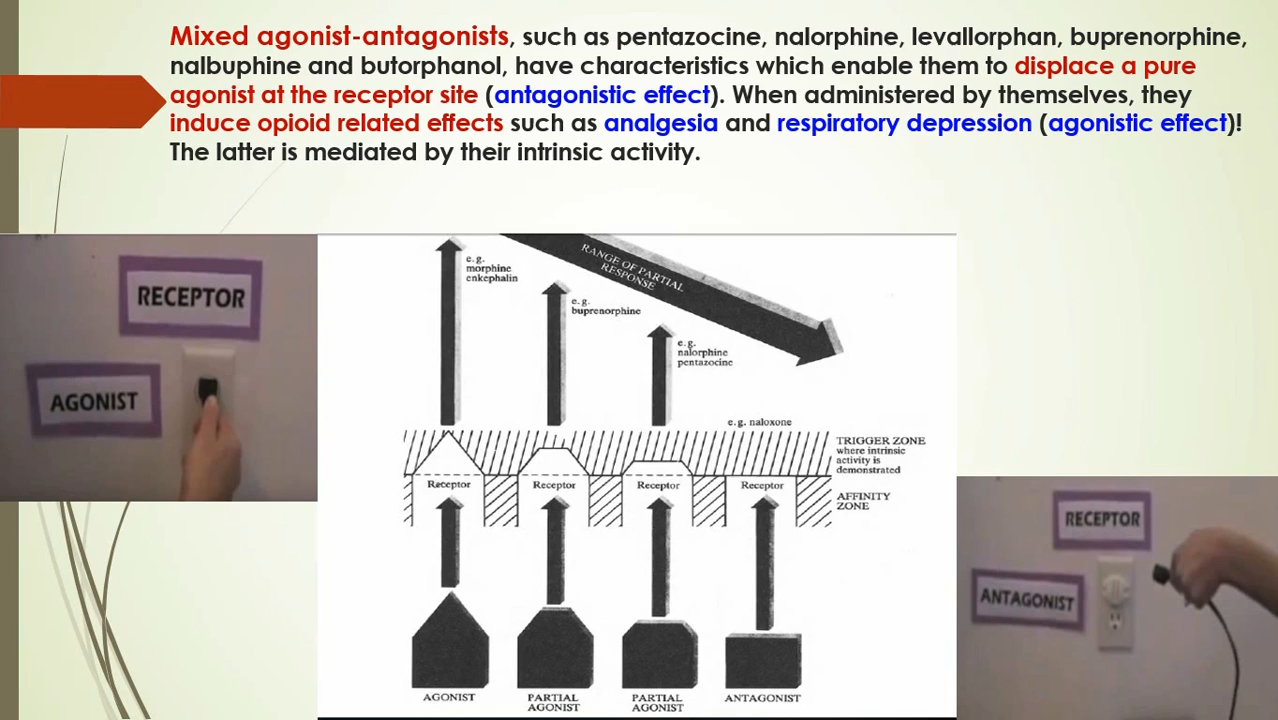 Mixed agonist-antagonists, such as pentazocine, nalorphine, levallorphan, buprenorphine,
nalbuphine and butorphanol, have characteristics which enable them to displace a pure
agonist at the receptor site (antagonistic effect). When administered by themselves, they
induce opioid related effects such as analgesia and respiratory depression (agonistic effect)!
The latter is mediated by their intrinsic activity.
RECEPTOR
AGONIST
RANGE OF PARTIAL
RESPONSE
e.g.
morphine
enkephalin
e.g.
buprenorphine
e.g.
nalorphine
pentazocine
e.g. naloxone
TRIGGER ZONE
where intrinsic
activity is
demonstrated
Receptor
Receptor
Receptor
Receptor
AFFINITY
ZONE
AGONIST
PARTIAL
AGONIST
PARTIAL
AGONIST
ANTAGONIST
RECEPTOR
ANTAGONIST